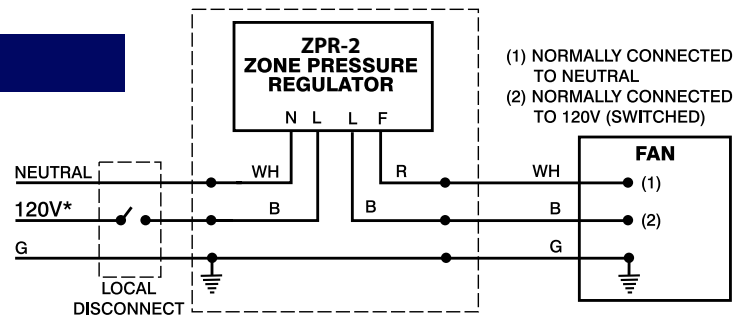 ZPR-2
ZONE PRESSURE
REGULATOR
N L L F
(1) NORMALLY CONNECTED
TO NEUTRAL
(2) NORMALLY CONNECTED
TO 120V (SWITCHED)
FAN
NEUTRAL WH R WH (1)
120V* B B B (2)
G G
LOCAL
DISCONNECT